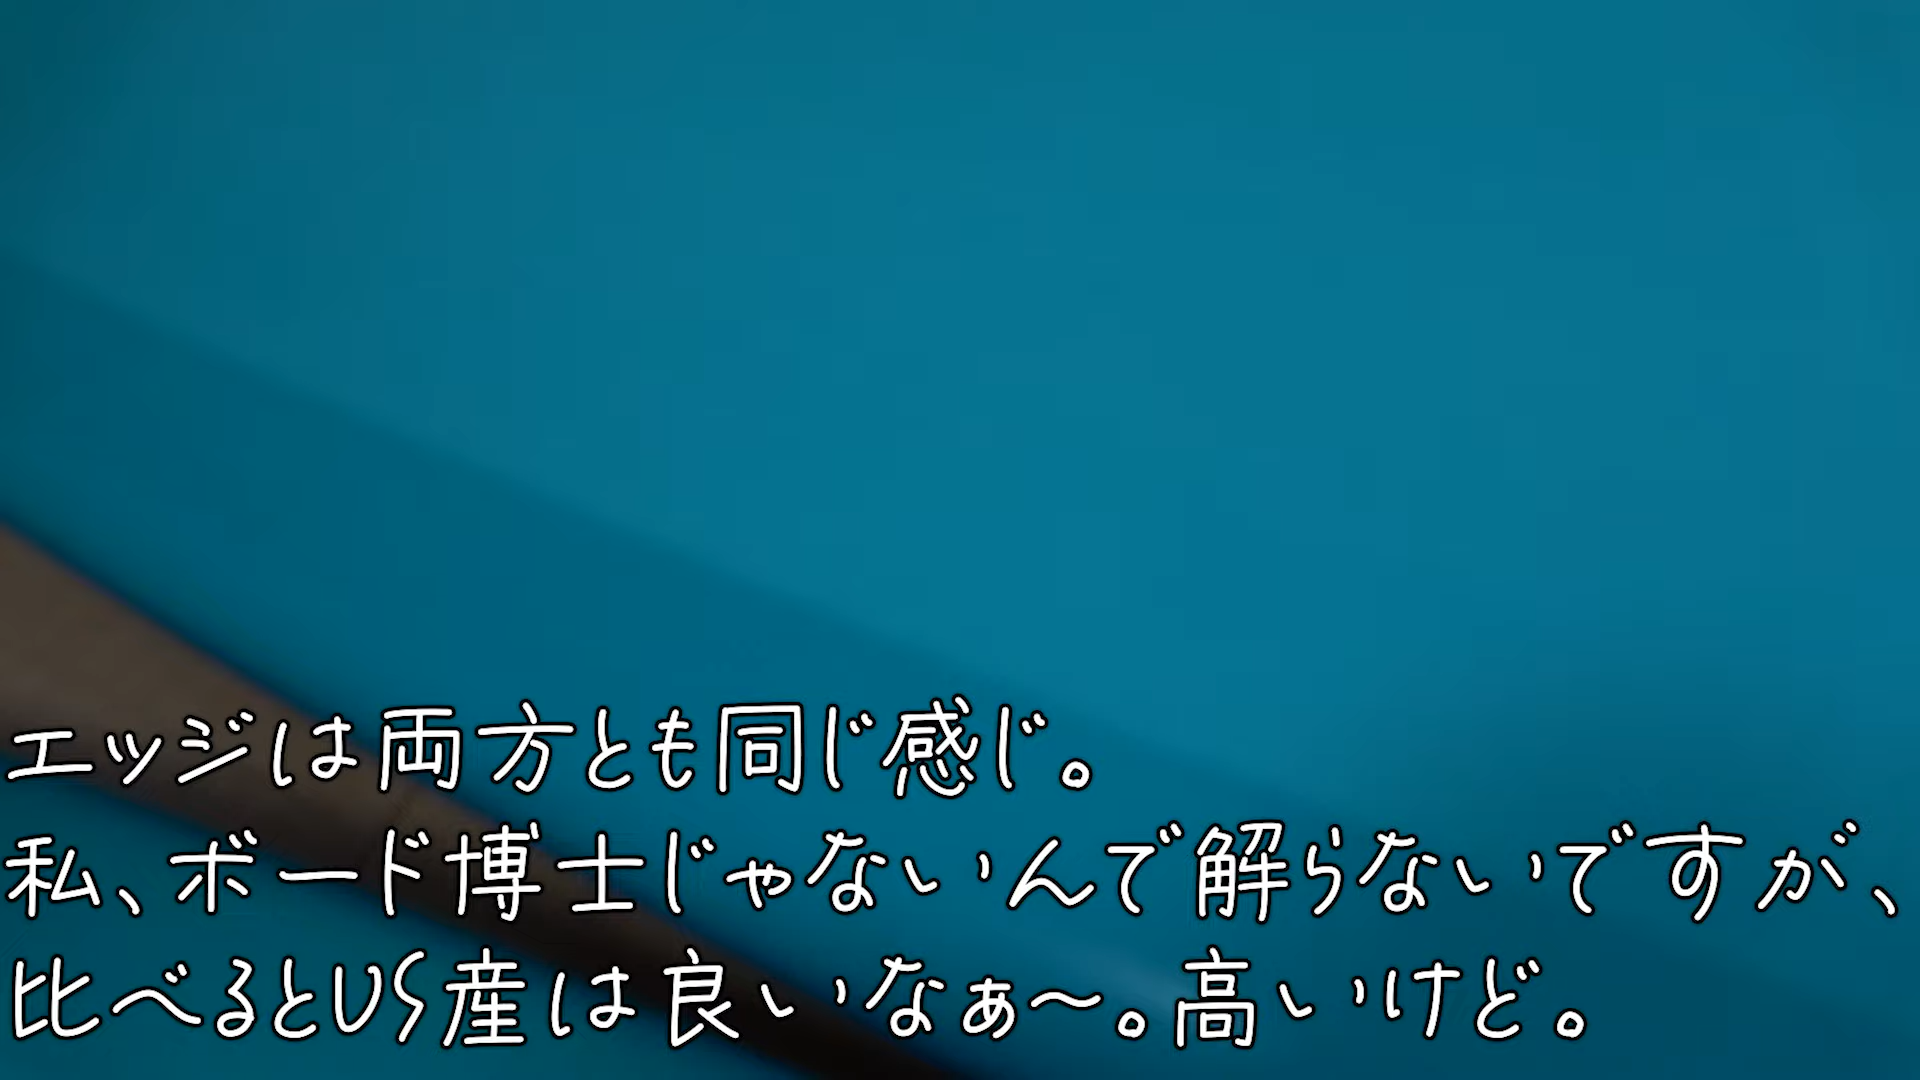 エッジは両方とも同じ感じ。
私、ボード博士じゃないんで解らないですが、
比べるとUS産は良いなぁ～。高いけど。